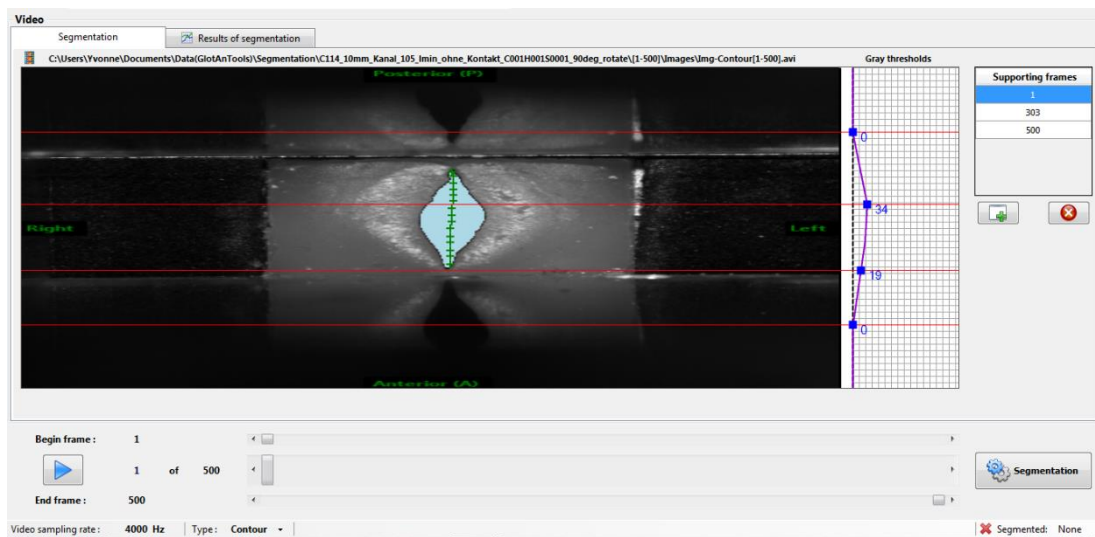 Video
Segmentation
Results of segmentation
C:\Users\Yvonne\Documents\Data(GlotAnTools)\Segmentation\C114_10mm_Kanal_105_lmin_ohne_Kontakt_C001H001S0001_90deg_rotate\[1-500]\Images\Img-Contour[1-500].avi
Gray thresholds
Posterior (P)
Right
Left
Anterior (A)
0
34
19
0
Supporting frames
1
303
500
Begin frame : 1
1 of 500
End frame : 500
Segmentation
Video sampling rate : 4000 Hz Type : Contour Segmented: None